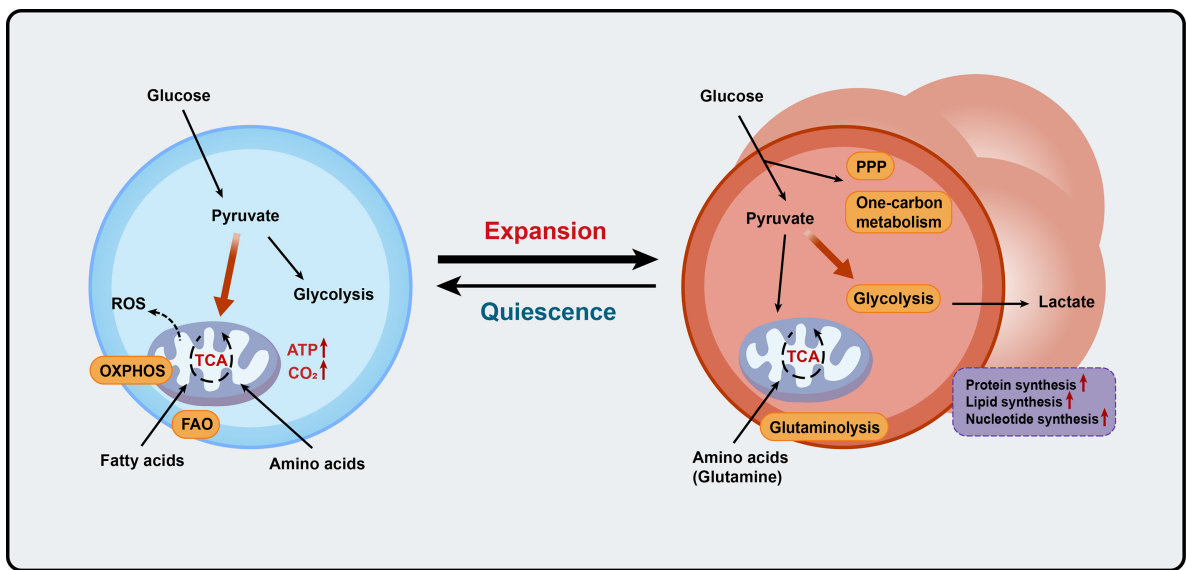 Glucose
Pyruvate
Glycolysis
ROS
TCA
ATP
CO₂
OXPHOS
FAO
Fatty acids
Amino acids
Expansion
Quiescence
Glucose
PPP
One-carbon
metabolism
Pyruvate
Glycolysis
Lactate
TCA
Glutaminolysis
Amino acids
(Glutamine)
Protein synthesis
Lipid synthesis
Nucleotide synthesis